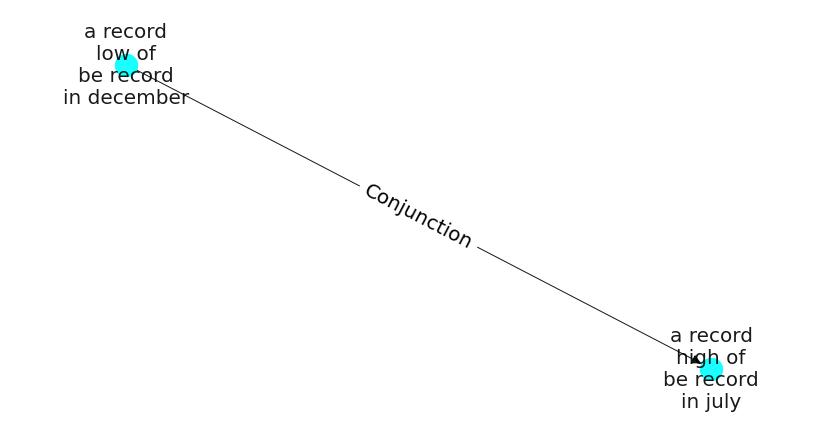 a record
low of
be record
in december
Conjunction
a record
high of
be record
in july